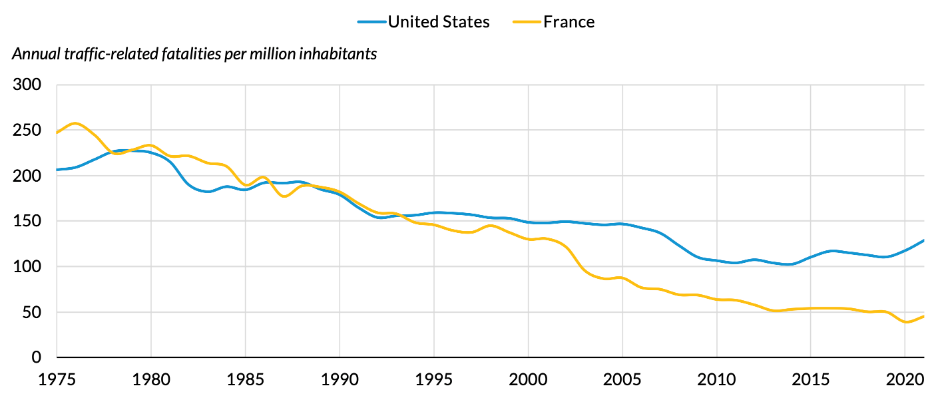 United States France
Annual traffic-related fatalities per million inhabitants
300
250
200
150
100
50
0
1975 1980 1985 1990 1995 2000 2005 2010 2015 2020